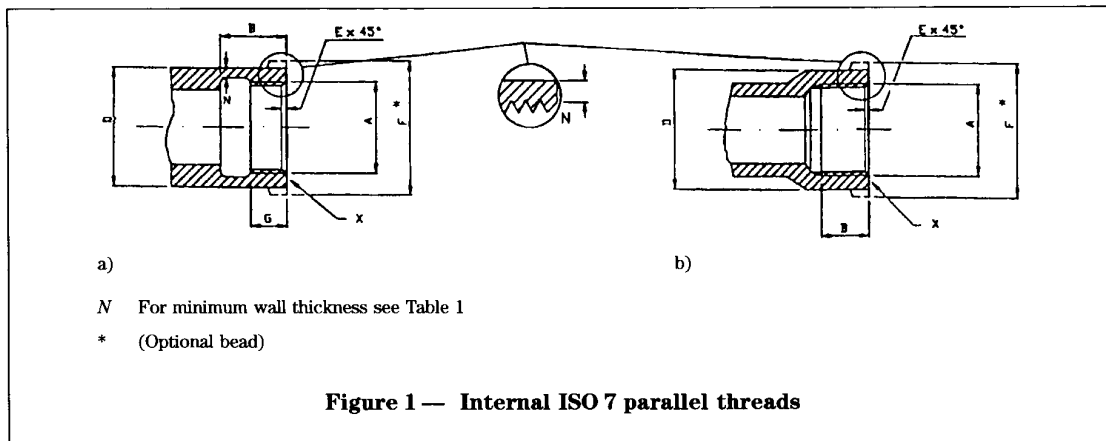 B
E x 45°
N
D
A
F *
G
X
N
E x 45°
D
A
F *
B
X
a)
b)
N For minimum wall thickness see Table 1
* (Optional bead)
Figure 1 — Internal ISO 7 parallel threads